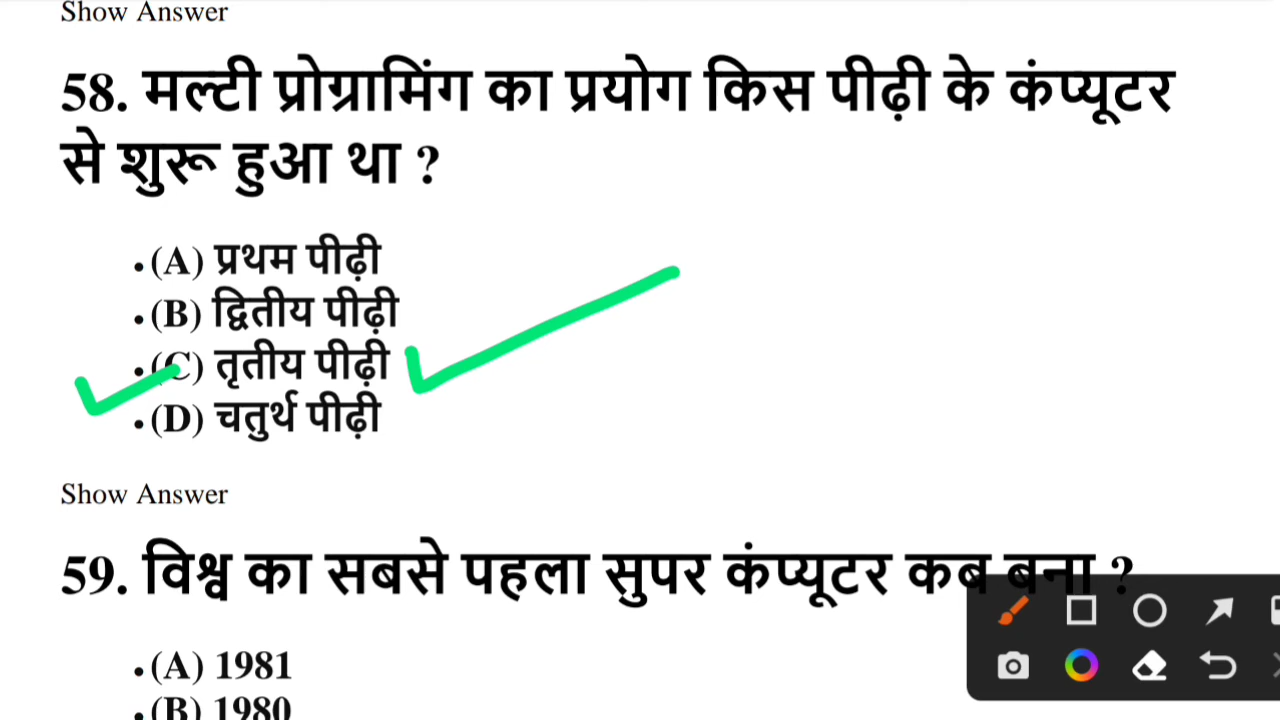 Show Answer
58. मल्टी प्रोग्रामिंग का प्रयोग किस पीढ़ी के कंप्यूटर
से शुरू हुआ था ?
• (A) प्रथम पीढ़ी
• (B) द्वितीय पीढ़ी
• (C) तृतीय पीढ़ी
• (D) चतुर्थ पीढ़ी
Show Answer
59. विश्व का सबसे पहला सुपर कंप्यूटर कब बना ?
• (A) 1981
• (B) 1980